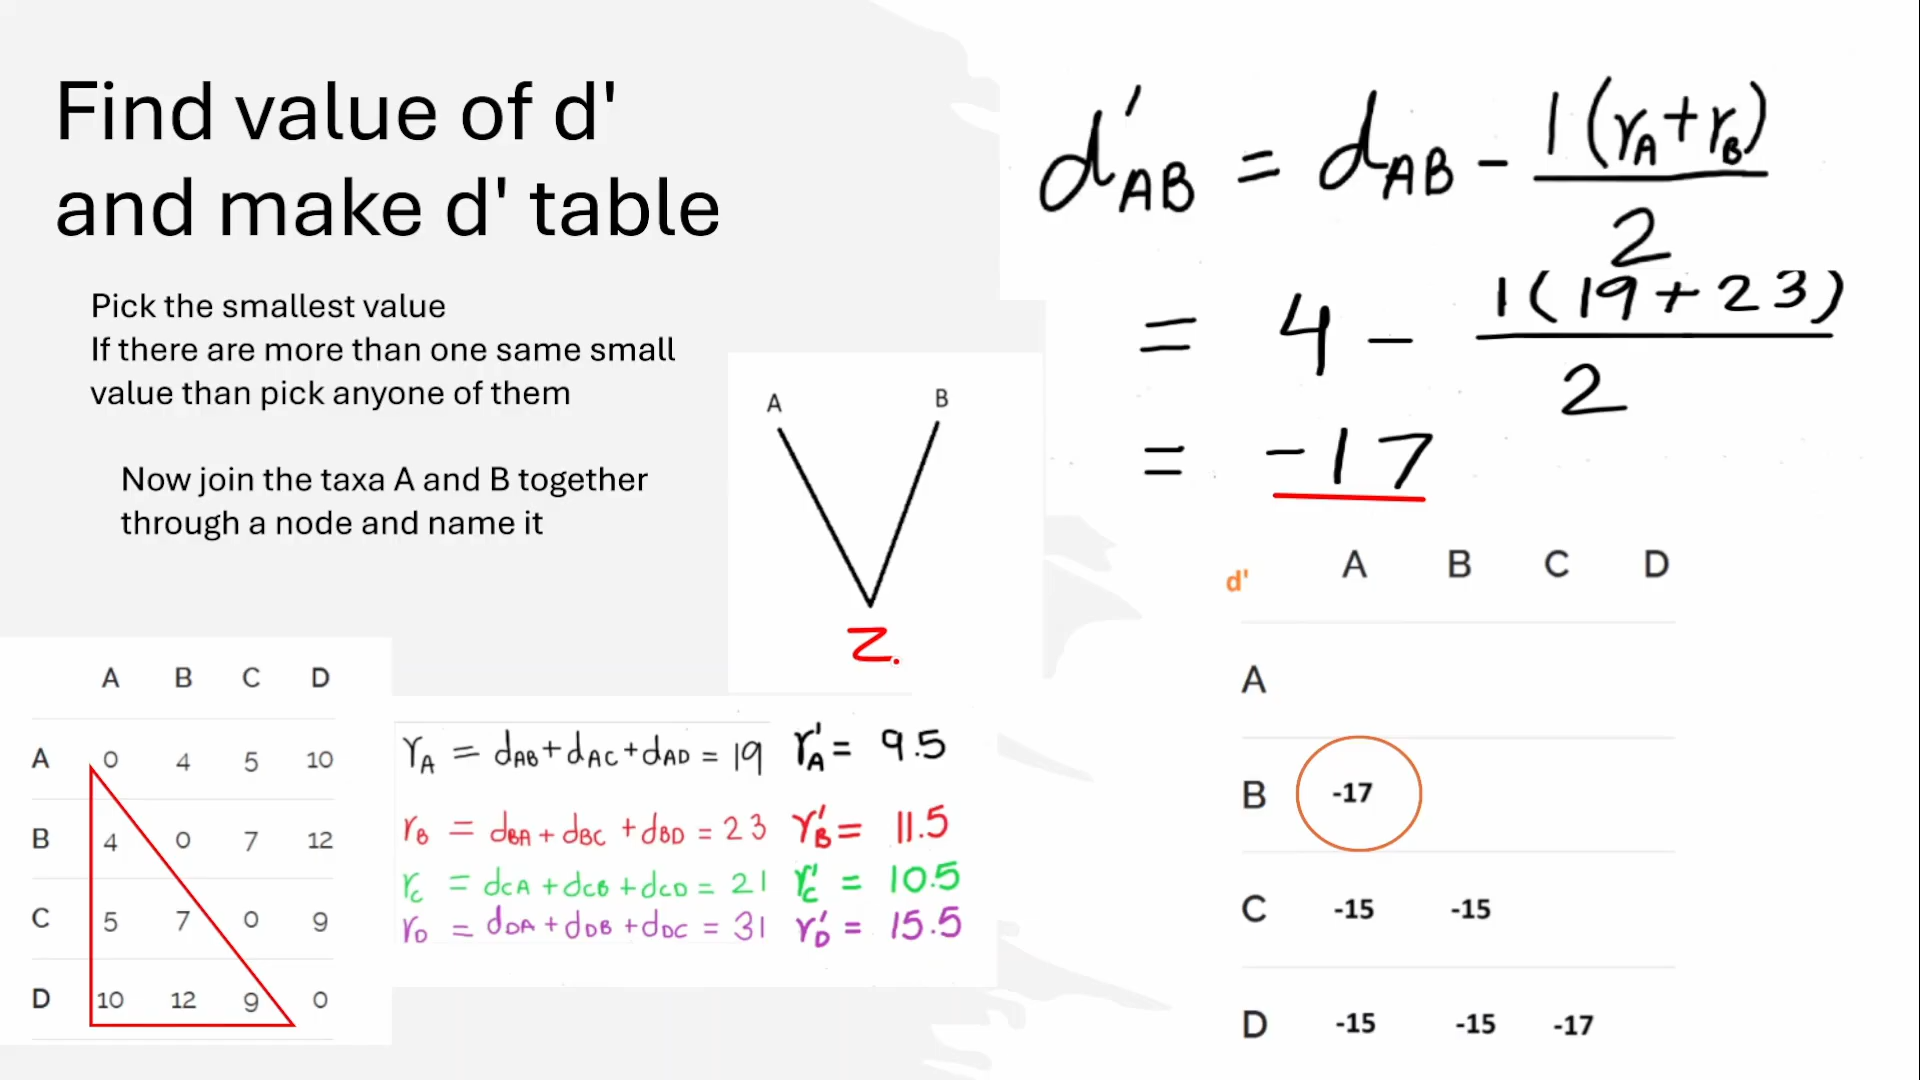 Find value of d'
and make d' table
Pick the smallest value
If there are more than one same small
value than pick anyone of them
Now join the taxa A and B together
through a node and name it
A B
Z.
d'AB = dAB - 1(rA+rB)
2
= 4 - 1(19+23)
2
= -17
A B C D
A 0 4 5 10
B 4 0 7 12
C 5 7 0 9
D 10 12 9 0
rA = dAB+dAC+dAD = 19 r'A = 9.5
rB = dBA+dBC+dBD = 23 r'B = 11.5
rC = dCA+dCB+dCD = 21 r'C = 10.5
rD = dDA+dDB+dDC = 31 r'D = 15.5
d' A B C D
A
B -17
C -15 -15
D -15 -15 -17